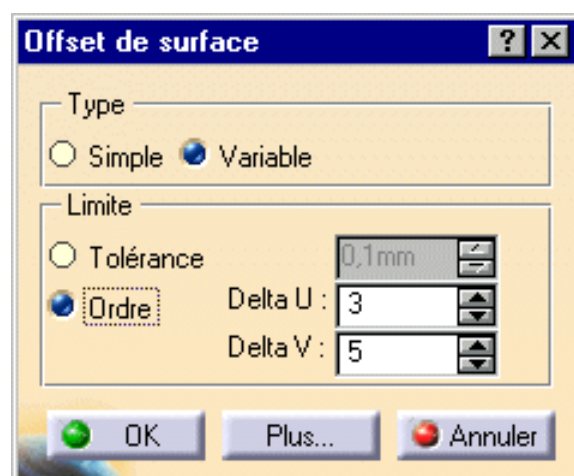 Offset de surface ? X
Type
Simple Variable
Limite
Tolérance 0,1mm
Ordre Delta U : 3
Delta V : 5
OK Plus... Annuler